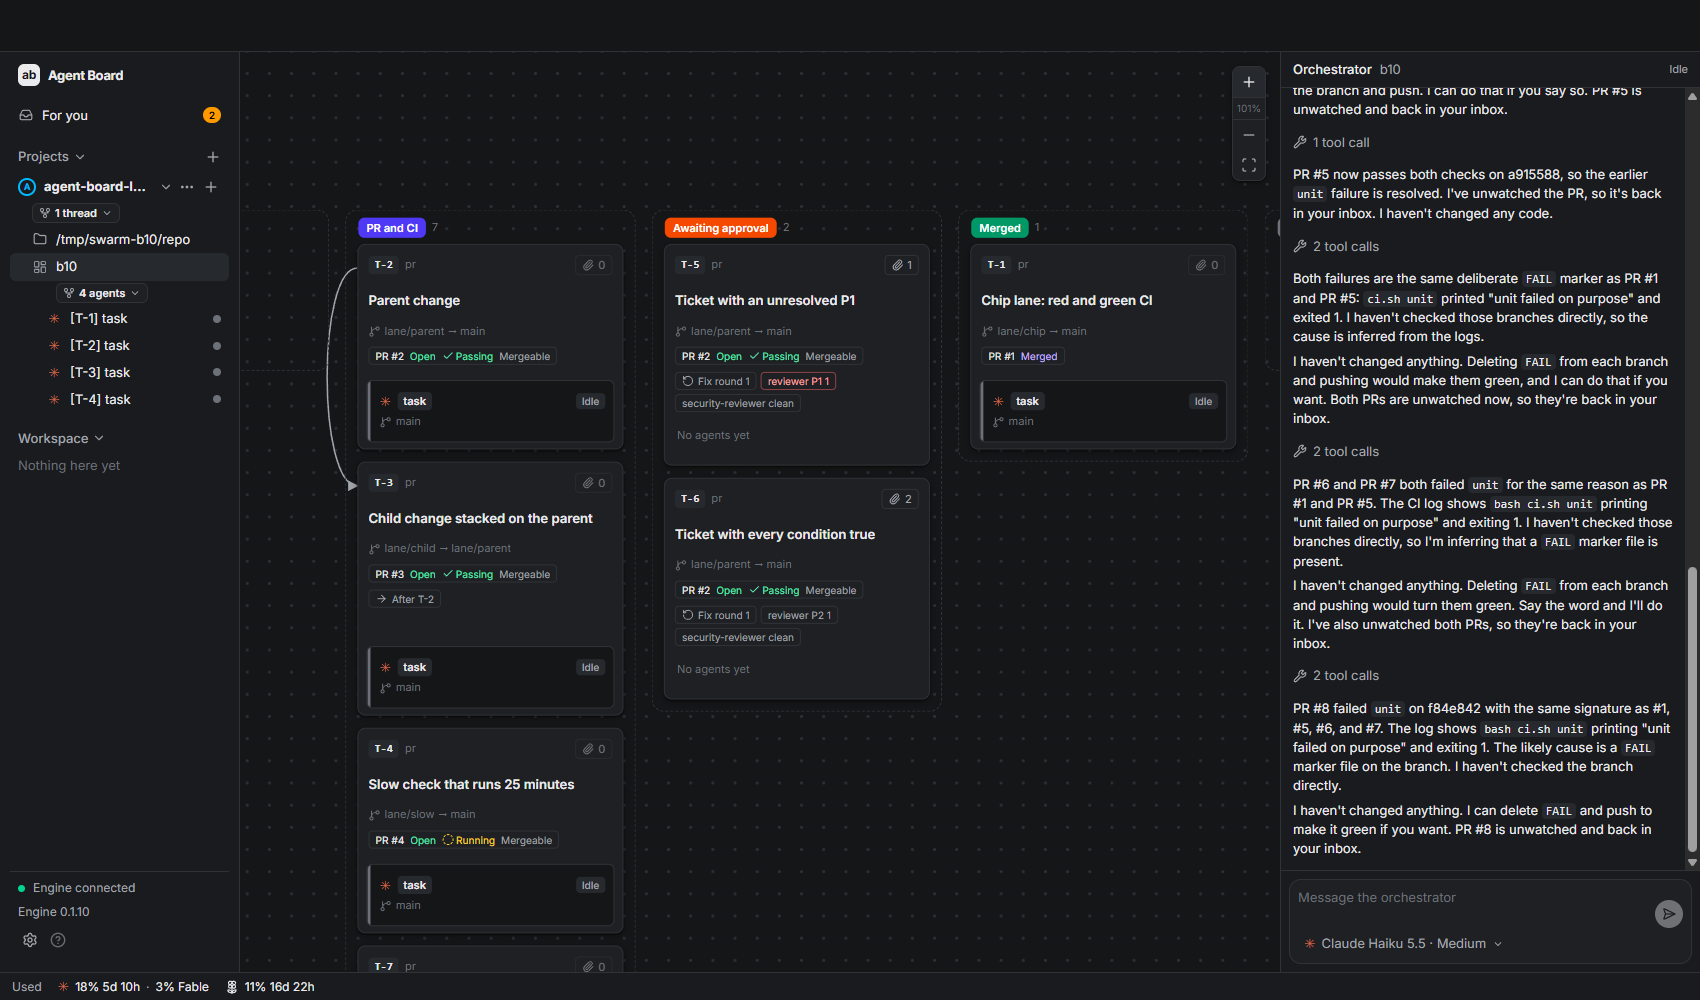 ab Agent Board
For you 2
Projects
A agent-board-l...
1 thread
/tmp/swarm-b10/repo
b10
4 agents
[T-1] task
[T-2] task
[T-3] task
[T-4] task
Workspace
Nothing here yet
Engine connected
Engine 0.1.10
PR and CI 7
T-2 pr 0
Parent change
lane/parent → main
PR #2 Open Passing Mergeable
task Idle
main
T-3 pr 0
Child change stacked on the parent
lane/child → lane/parent
PR #3 Open Passing Mergeable
→ After T-2
task Idle
main
T-4 pr 0
Slow check that runs 25 minutes
lane/slow → main
PR #4 Open Running Mergeable
task Idle
main
T-7 pr 0
Awaiting approval 2
T-5 pr 1
Ticket with an unresolved P1
lane/parent → main
PR #2 Open Passing Mergeable
Fix round 1 reviewer P1 1
security-reviewer clean
No agents yet
T-6 pr 2
Ticket with every condition true
lane/parent → main
PR #2 Open Passing Mergeable
Fix round 1 reviewer P2 1
security-reviewer clean
No agents yet
Merged 1
T-1 pr 0
Chip lane: red and green CI
lane/chip → main
PR #1 Merged
task Idle
main
+
101%
−
Orchestrator b10 Idle
the branch and push. I can do that if you say so. PR #5 is
unwatched and back in your inbox.
1 tool call
PR #5 now passes both checks on a915588, so the earlier
unit failure is resolved. I've unwatched the PR, so it's back
in your inbox. I haven't changed any code.
2 tool calls
Both failures are the same deliberate FAIL marker as PR #1
and PR #5: ci.sh unit printed "unit failed on purpose" and
exited 1. I haven't checked those branches directly, so the
cause is inferred from the logs.
I haven't changed anything. Deleting FAIL from each branch
and pushing would make them green, and I can do that if you
want. Both PRs are unwatched now, so they're back in your
inbox.
2 tool calls
PR #6 and PR #7 both failed unit for the same reason as PR
#1 and PR #5. The CI log shows bash ci.sh unit printing
"unit failed on purpose" and exiting 1. I haven't checked those
branches directly, so I'm inferring that a FAIL marker file is
present.
I haven't changed anything. Deleting FAIL from each branch
and pushing would turn them green. Say the word and I'll do
it. I've also unwatched both PRs, so they're back in your
inbox.
2 tool calls
PR #8 failed unit on f84e842 with the same signature as #1,
#5, #6, and #7. The log shows bash ci.sh unit printing "unit
failed on purpose" and exiting 1. The likely cause is a FAIL
marker file on the branch. I haven't checked the branch
directly.
I haven't changed anything. I can delete FAIL and push to
make it green if you want. PR #8 is unwatched and back in
your inbox.
Message the orchestrator
Claude Haiku 5.5 · Medium
Used 18% 5d 10h · 3% Fable 11% 16d 22h